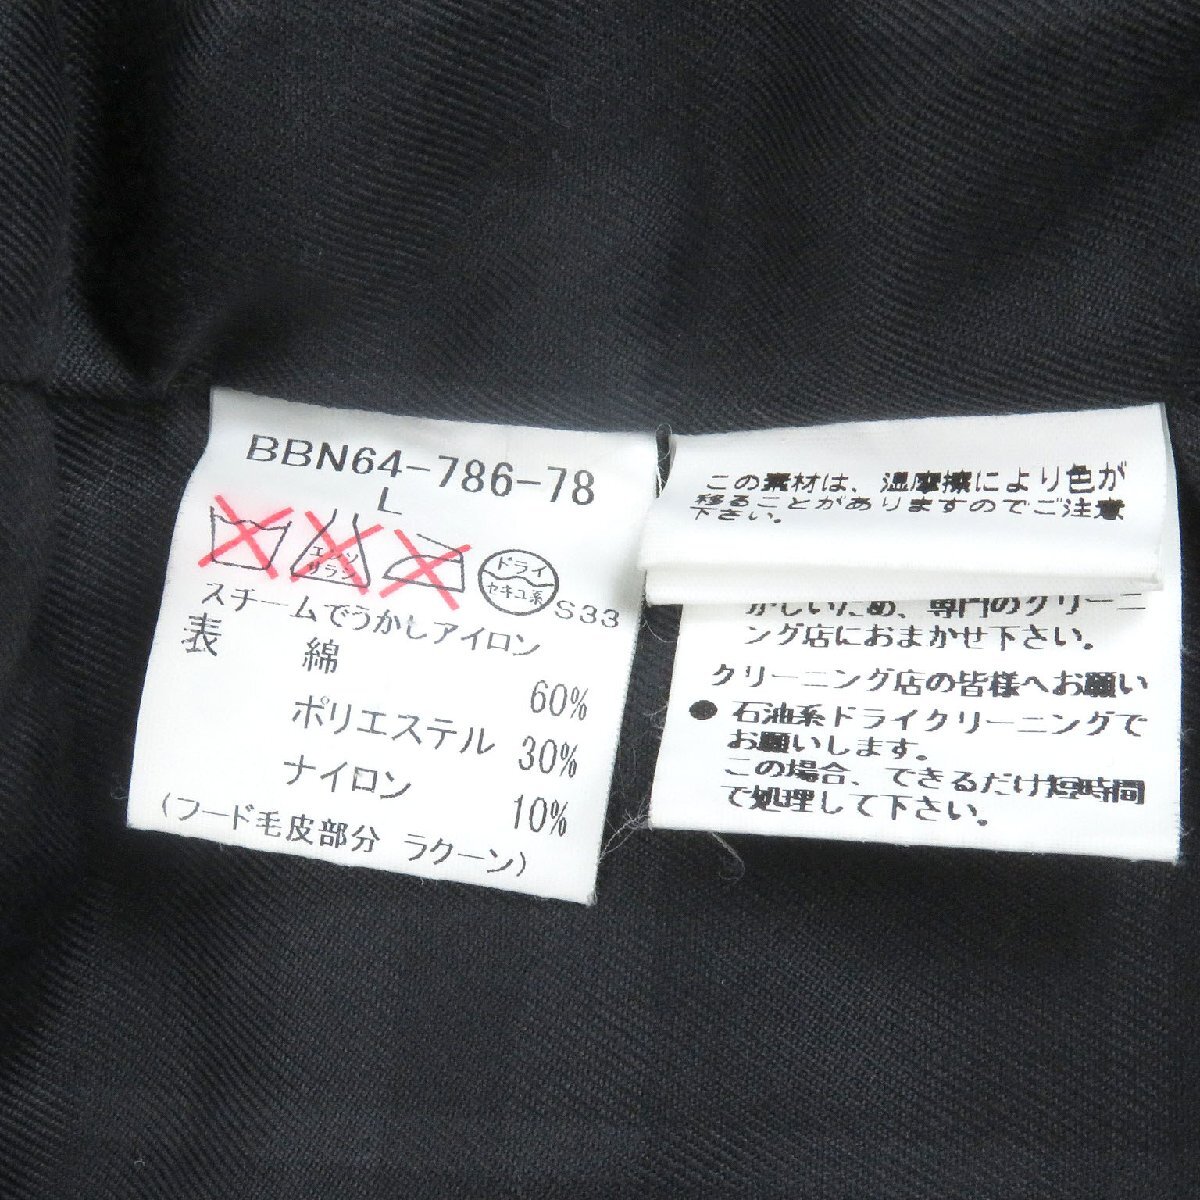 BBN64-786-78
L
エンソ
サラシ
ドライ
セキユ系
S33
スチームでうかしアイロン
表 綿
60%
ポリエステル
30%
ナイロン
10%
(フード毛皮部分 ラクーン)
この素材は、湿摩擦により色が
移ることがありますのでご注意
下さい。
かしいため、専門のクリーニ
ング店におまかせ下さい。
クリーニング店の皆様へお願い
●石油系ドライクリーニングで
お願いします。
この場合、できるだけ短時間
で処理して下さい。